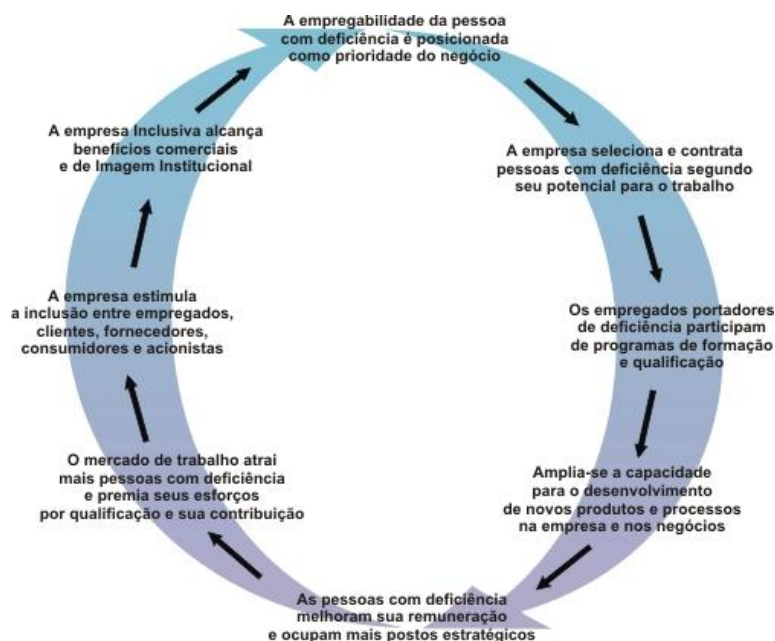 A empregabilidade da pessoa
com deficiência é posicionada
como prioridade do negócio
A empresa seleciona e contrata
pessoas com deficiência segundo
seu potencial para o trabalho
Os empregados portadores
de deficiência participam
de programas de formação
e qualificação
Amplia-se a capacidade
para o desenvolvimento
de novos produtos e processos
na empresa e nos negócios
As pessoas com deficiência
melhoram sua remuneração
e ocupam mais postos estratégicos
O mercado de trabalho atrai
mais pessoas com deficiência
e premia seus esforços
por qualificação e sua contribuição
A empresa estimula
a inclusão entre empregados,
clientes, fornecedores,
consumidores e acionistas
A empresa Inclusiva alcança
benefícios comerciais
e de Imagem Institucional